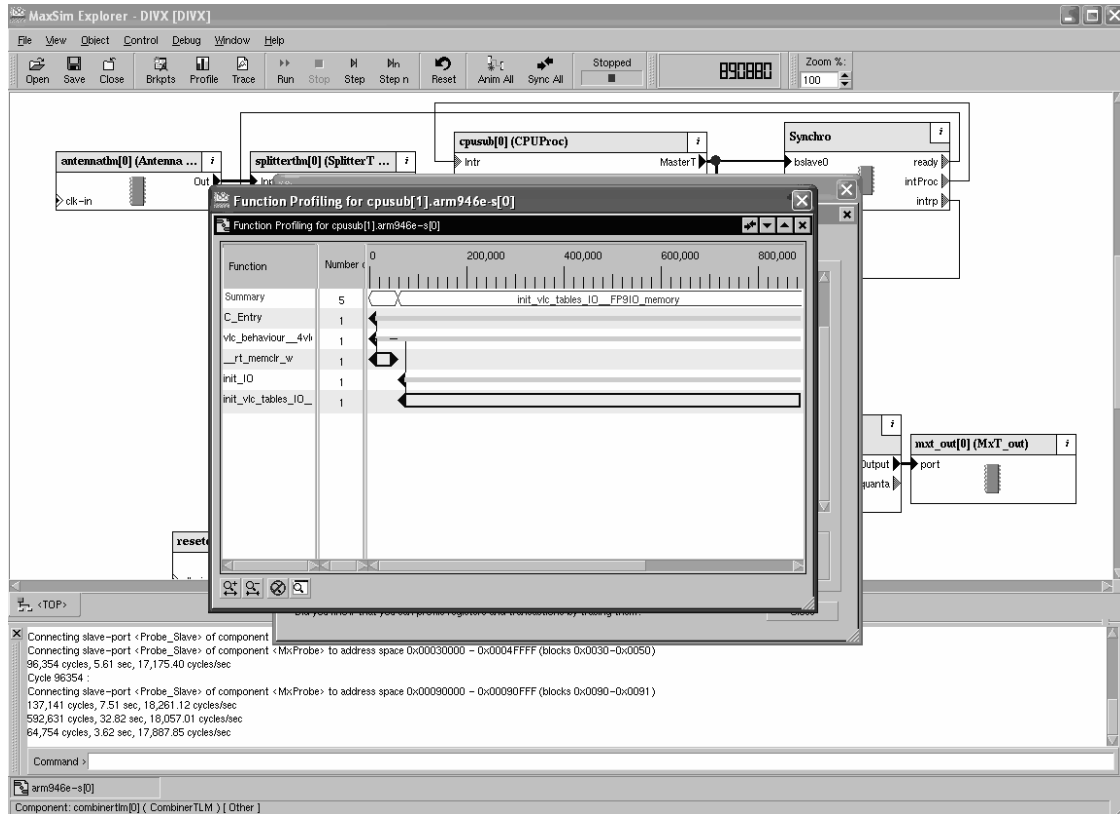 MaxSim Explorer - DIVX [DIVX]
File View Object Control Debug Window Help
Open Save Close Brkpts Profile Trace Run Stop Step Step n Reset Anim All Sync All Stopped 890880 Zoom %:
100
antennatlm[0] (Antenna ... i
Out
clk-in
splittertlm[0] (SplitterT ... i
cpusub[0] (CPUProc) i
Intr MasterT
Synchro i
bslave0 ready
intProc
intrp
Function Profiling for cpusub[1].arm946e-s[0]
Function Profiling for cpusub[1].arm946e-s[0]
Function Number 0 200,000 400,000 600,000 800,000
Summary 5 init_vlc_tables_IO__FP9IO_memory
C_Entry 1
vlc_behaviour__4vl 1
__rt_memclr_w 1
init_IO 1
init_vlc_tables_IO_ 1
i
Output
quanta
mxt_out[0] (MxT_out) i
port
<TOP>
Connecting slave-port <Probe_Slave> of component
Connecting slave-port <Probe_Slave> of component <MxProbe> to address space 0x00030000 - 0x0004FFFF (blocks 0x0030-0x0050)
96,354 cycles, 5.61 sec, 17,175.40 cycles/sec
Cycle 96354 :
Connecting slave-port <Probe_Slave> of component <MxProbe> to address space 0x00090000 - 0x00090FFF (blocks 0x0090-0x0091)
137,141 cycles, 7.51 sec, 18,261.12 cycles/sec
592,631 cycles, 32.82 sec, 18,057.01 cycles/sec
64,754 cycles, 3.62 sec, 17,887.85 cycles/sec
Command >
arm946e-s[0]
Component: combinertlm[0] ( CombinerTLM ) [ Other ]